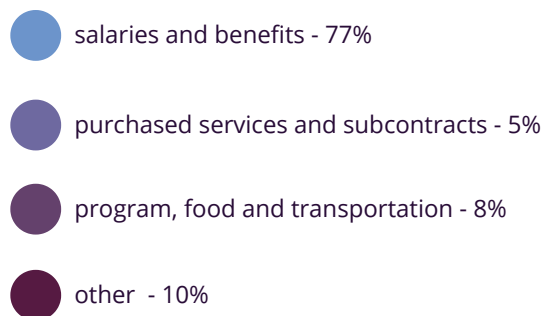 salaries and benefits - 77%
purchased services and subcontracts - 5%
program, food and transportation - 8%
other  - 10%